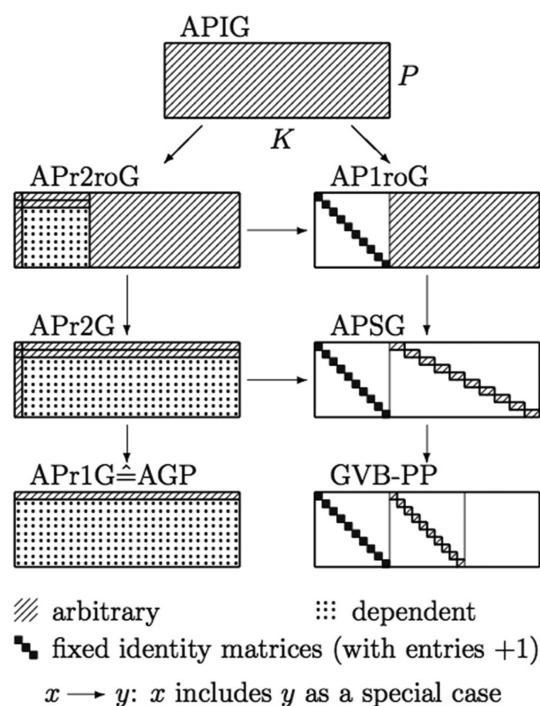 APIG
P
K
APr2roG AP1roG
APr2G APSG
APr1G≙AGP GVB-PP
arbitrary dependent
fixed identity matrices (with entries +1)
x → y: x includes y as a special case